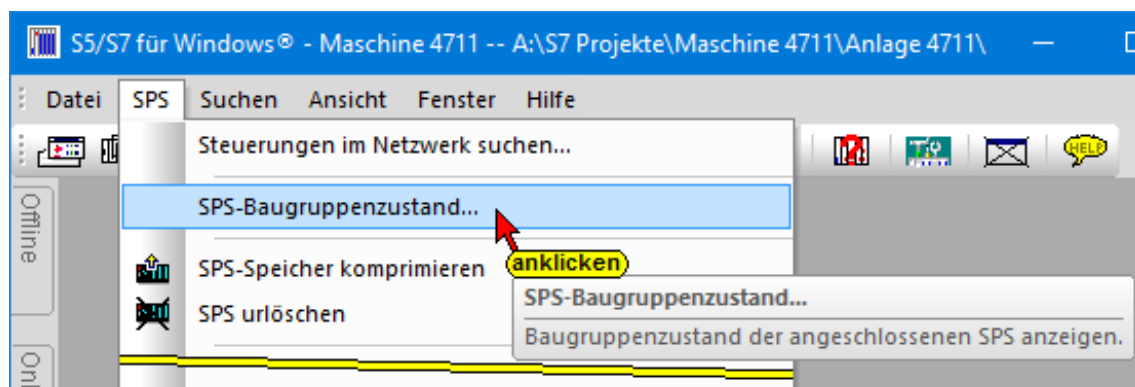 S5/S7 für Windows® - Maschine 4711 -- A:\S7 Projekte\Maschine 4711\Anlage 4711\
Datei SPS Suchen Ansicht Fenster Hilfe
Steuerungen im Netzwerk suchen...
HELP
Offline
SPS-Baugruppenzustand...
anklicken
SPS-Speicher komprimieren
SPS-Baugruppenzustand...
SPS urlöschen
Baugruppenzustand der angeschlossenen SPS anzeigen.